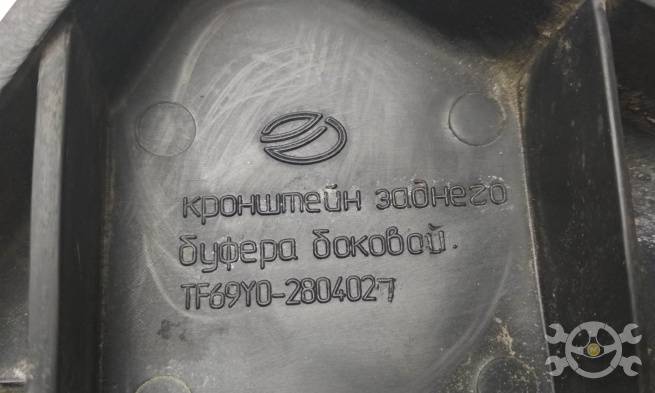 кронштейн заднего
буфера боковой.
TF69Y0-2804027